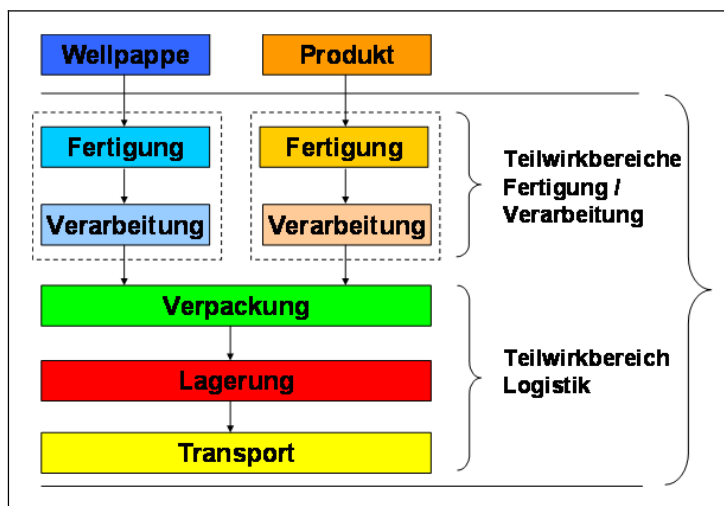 Wellpappe
Produkt
Fertigung
Fertigung
Verarbeitung
Verarbeitung
Teilwirkbereiche
Fertigung /
Verarbeitung
Verpackung
Lagerung
Transport
Teilwirkbereich
Logistik